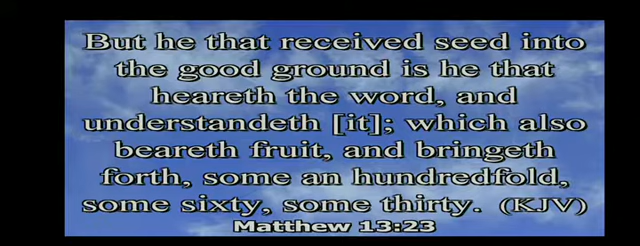 But he that received seed into
the good ground is he that
heareth the word, and
understandeth [it]; which also
beareth fruit, and bringeth
forth, some an hundredfold,
some sixty, some thirty. (KJV)
Matthew 13:23